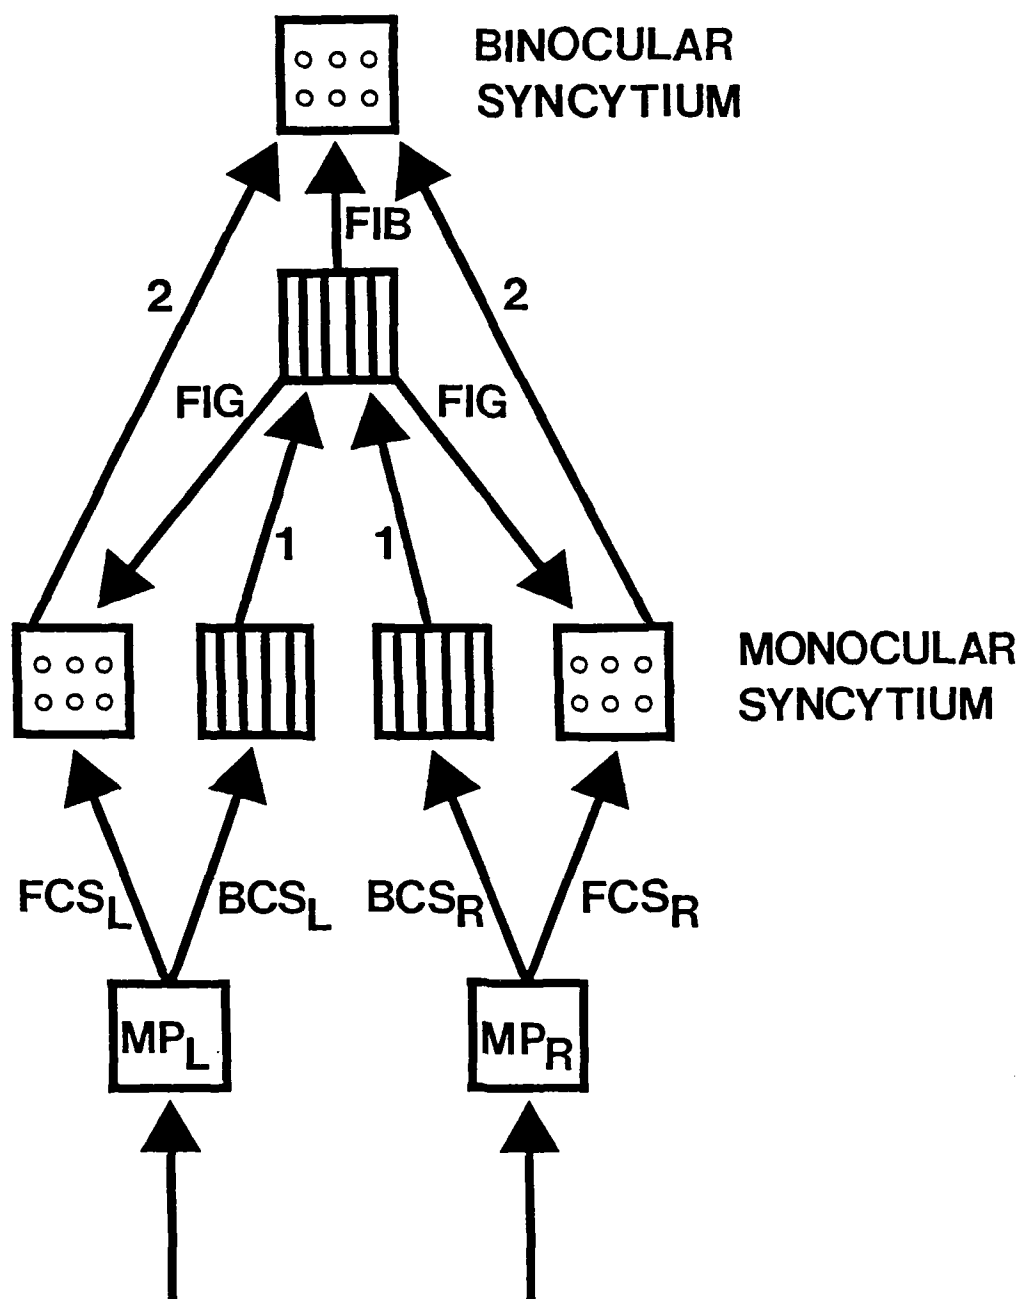 BINOCULAR
SYNCYTIUM
FIB
2 2
FIG FIG
1 1
MONOCULAR
SYNCYTIUM
FCSL BCSL BCSR FCSR
MPL MPR